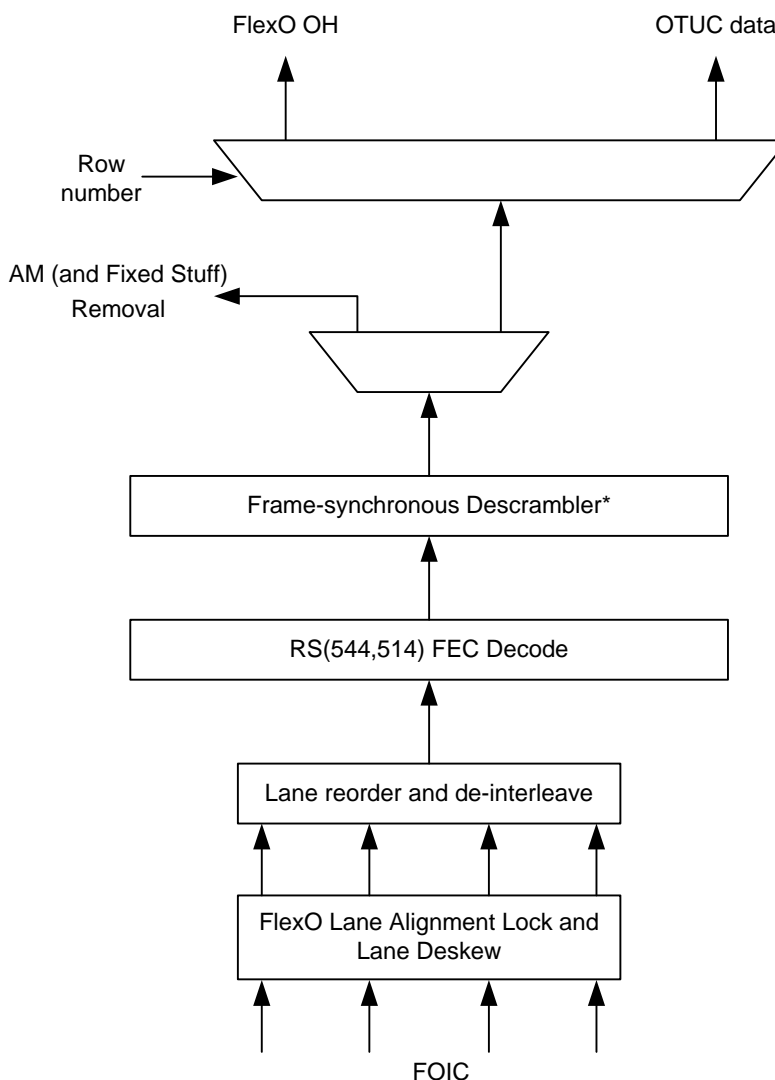 FlexO OH
OTUC data
Row
number
AM (and Fixed Stuff)
Removal
Frame-synchronous Descrambler*
RS(544,514) FEC Decode
Lane reorder and de-interleave
FlexO Lane Alignment Lock and
Lane Deskew
FOIC